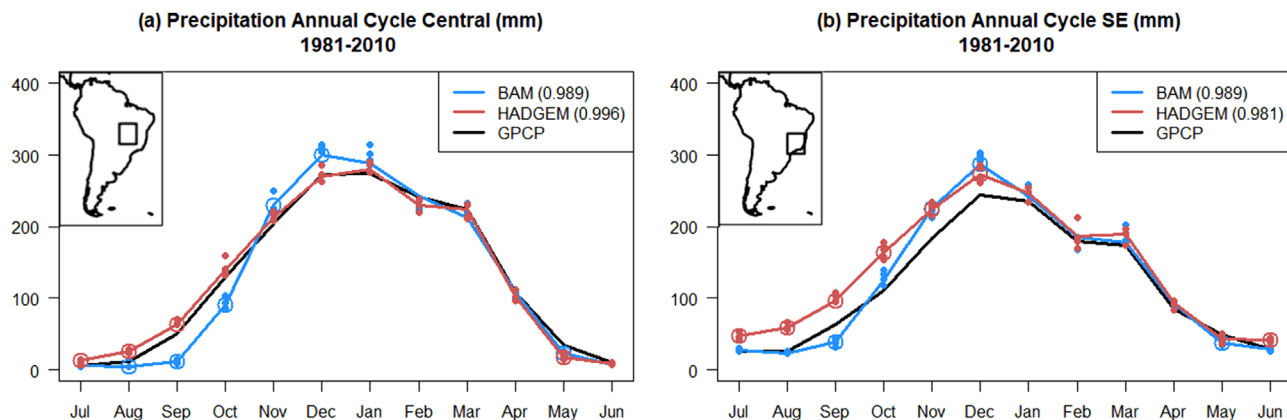 (a) Precipitation Annual Cycle Central (mm)
1981-2010
400
300
200
100
0
BAM (0.989)
HADGEM (0.996)
GPCP
Jul Aug Sep Oct Nov Dec Jan Feb Mar Apr May Jun
(b) Precipitation Annual Cycle SE (mm)
1981-2010
400
300
200
100
0
BAM (0.989)
HADGEM (0.981)
GPCP
Jul Aug Sep Oct Nov Dec Jan Feb Mar Apr May Jun